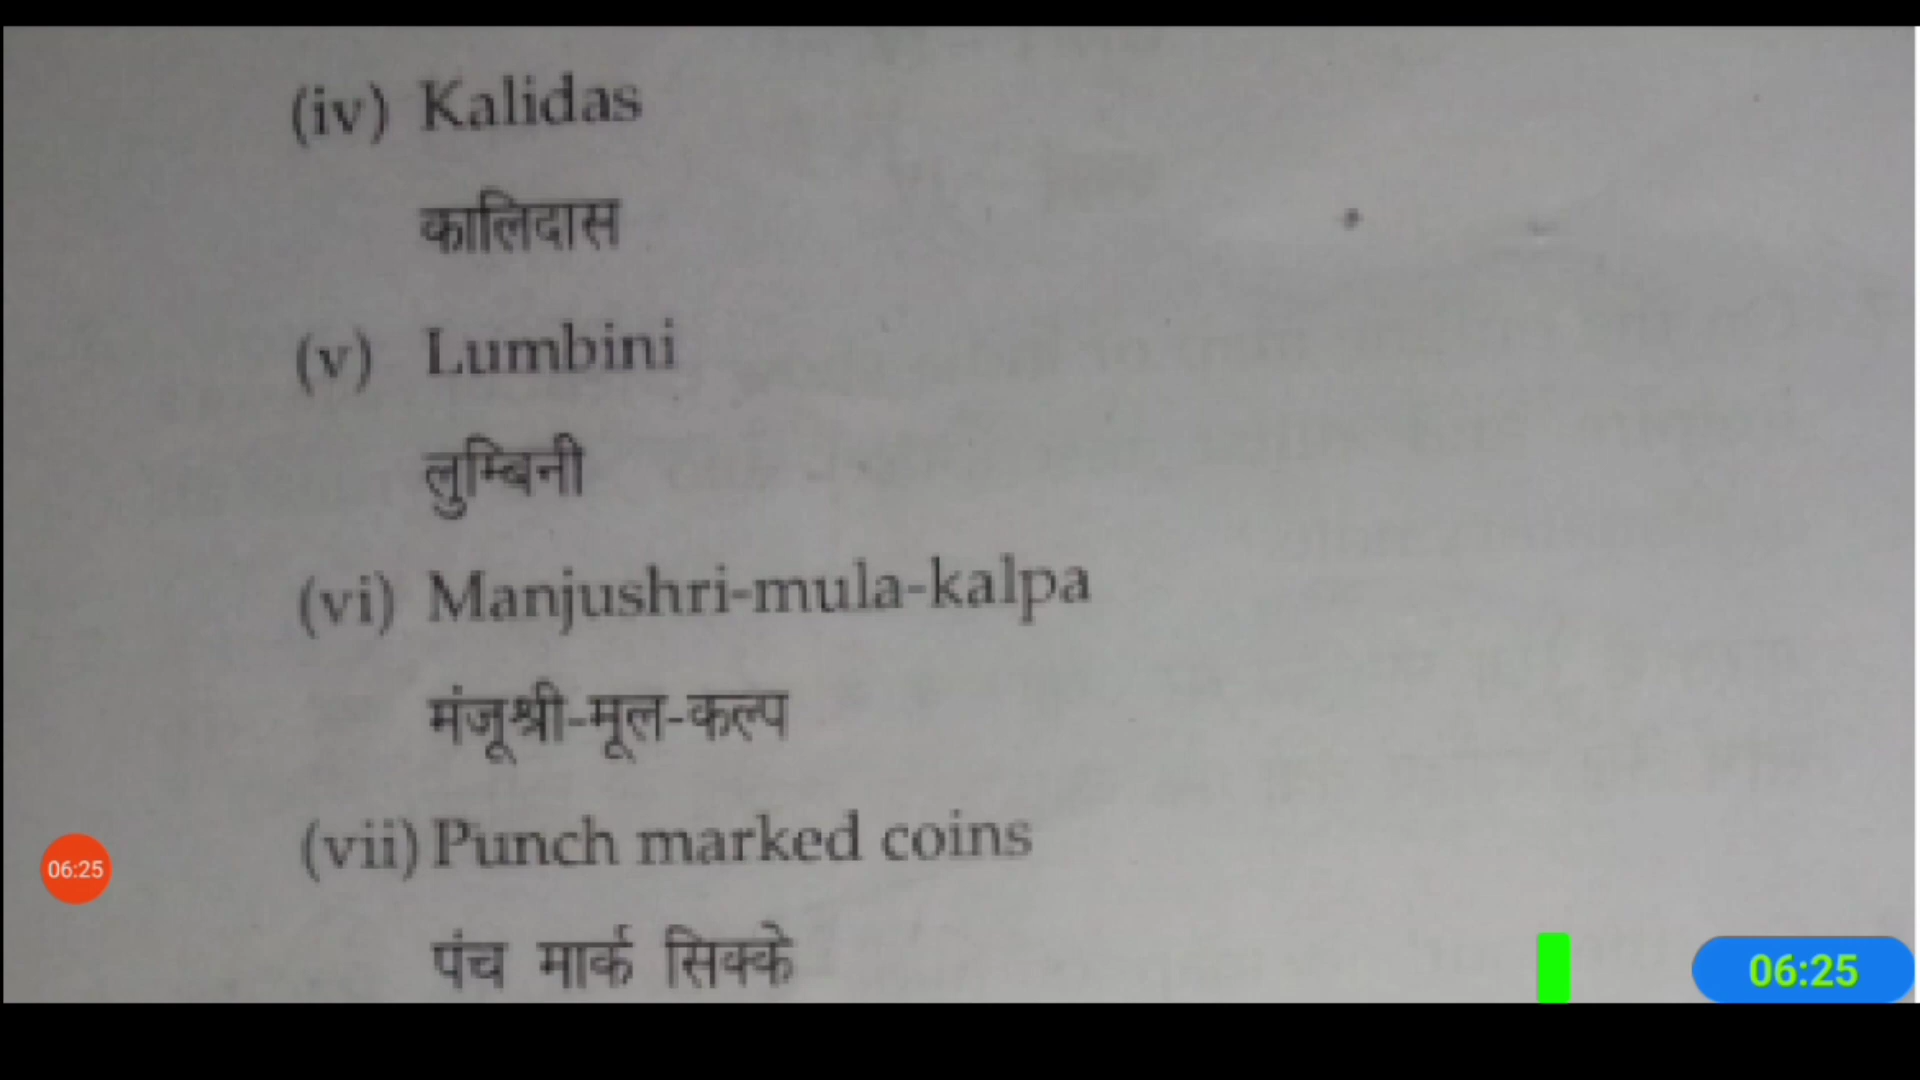 (iv) Kalidas
कालिदास
(v) Lumbini
लुम्बिनी
(vi) Manjushri-mula-kalpa
मंजूश्री-मूल-कल्प
(vii) Punch marked coins
पंच मार्क सिक्के
06:25
06:25